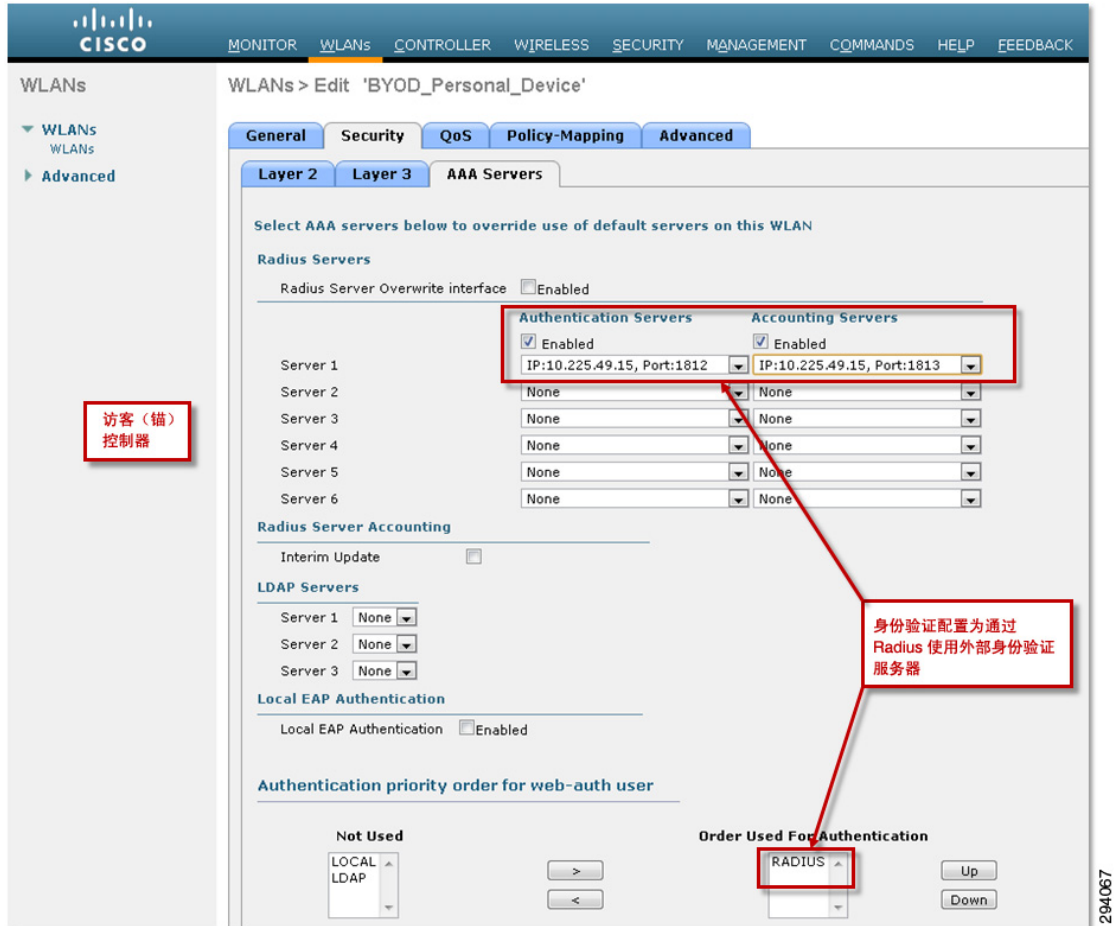 CISCO
MONITOR WLANs CONTROLLER WIRELESS SECURITY MANAGEMENT COMMANDS HELP FEEDBACK
WLANs
WLANs
WLANs
Advanced
WLANs > Edit 'BYOD_Personal_Device'
General Security QoS Policy-Mapping Advanced
Layer 2 Layer 3 AAA Servers
Select AAA servers below to override use of default servers on this WLAN
Radius Servers
Radius Server Overwrite interface Enabled
Authentication Servers Accounting Servers
Enabled Enabled
Server 1 IP:10.225.49.15, Port:1812 IP:10.225.49.15, Port:1813
Server 2 None None
Server 3 None None
Server 4 None None
Server 5 None None
Server 6 None None
访客（锚）
控制器
Radius Server Accounting
Interim Update
LDAP Servers
Server 1 None
Server 2 None
Server 3 None
身份验证配置为通过
Radius 使用外部身份验证
服务器
Local EAP Authentication
Local EAP Authentication Enabled
Authentication priority order for web-auth user
Not Used Order Used For Authentication
LOCAL > RADIUS Up
LDAP
< Down
294067